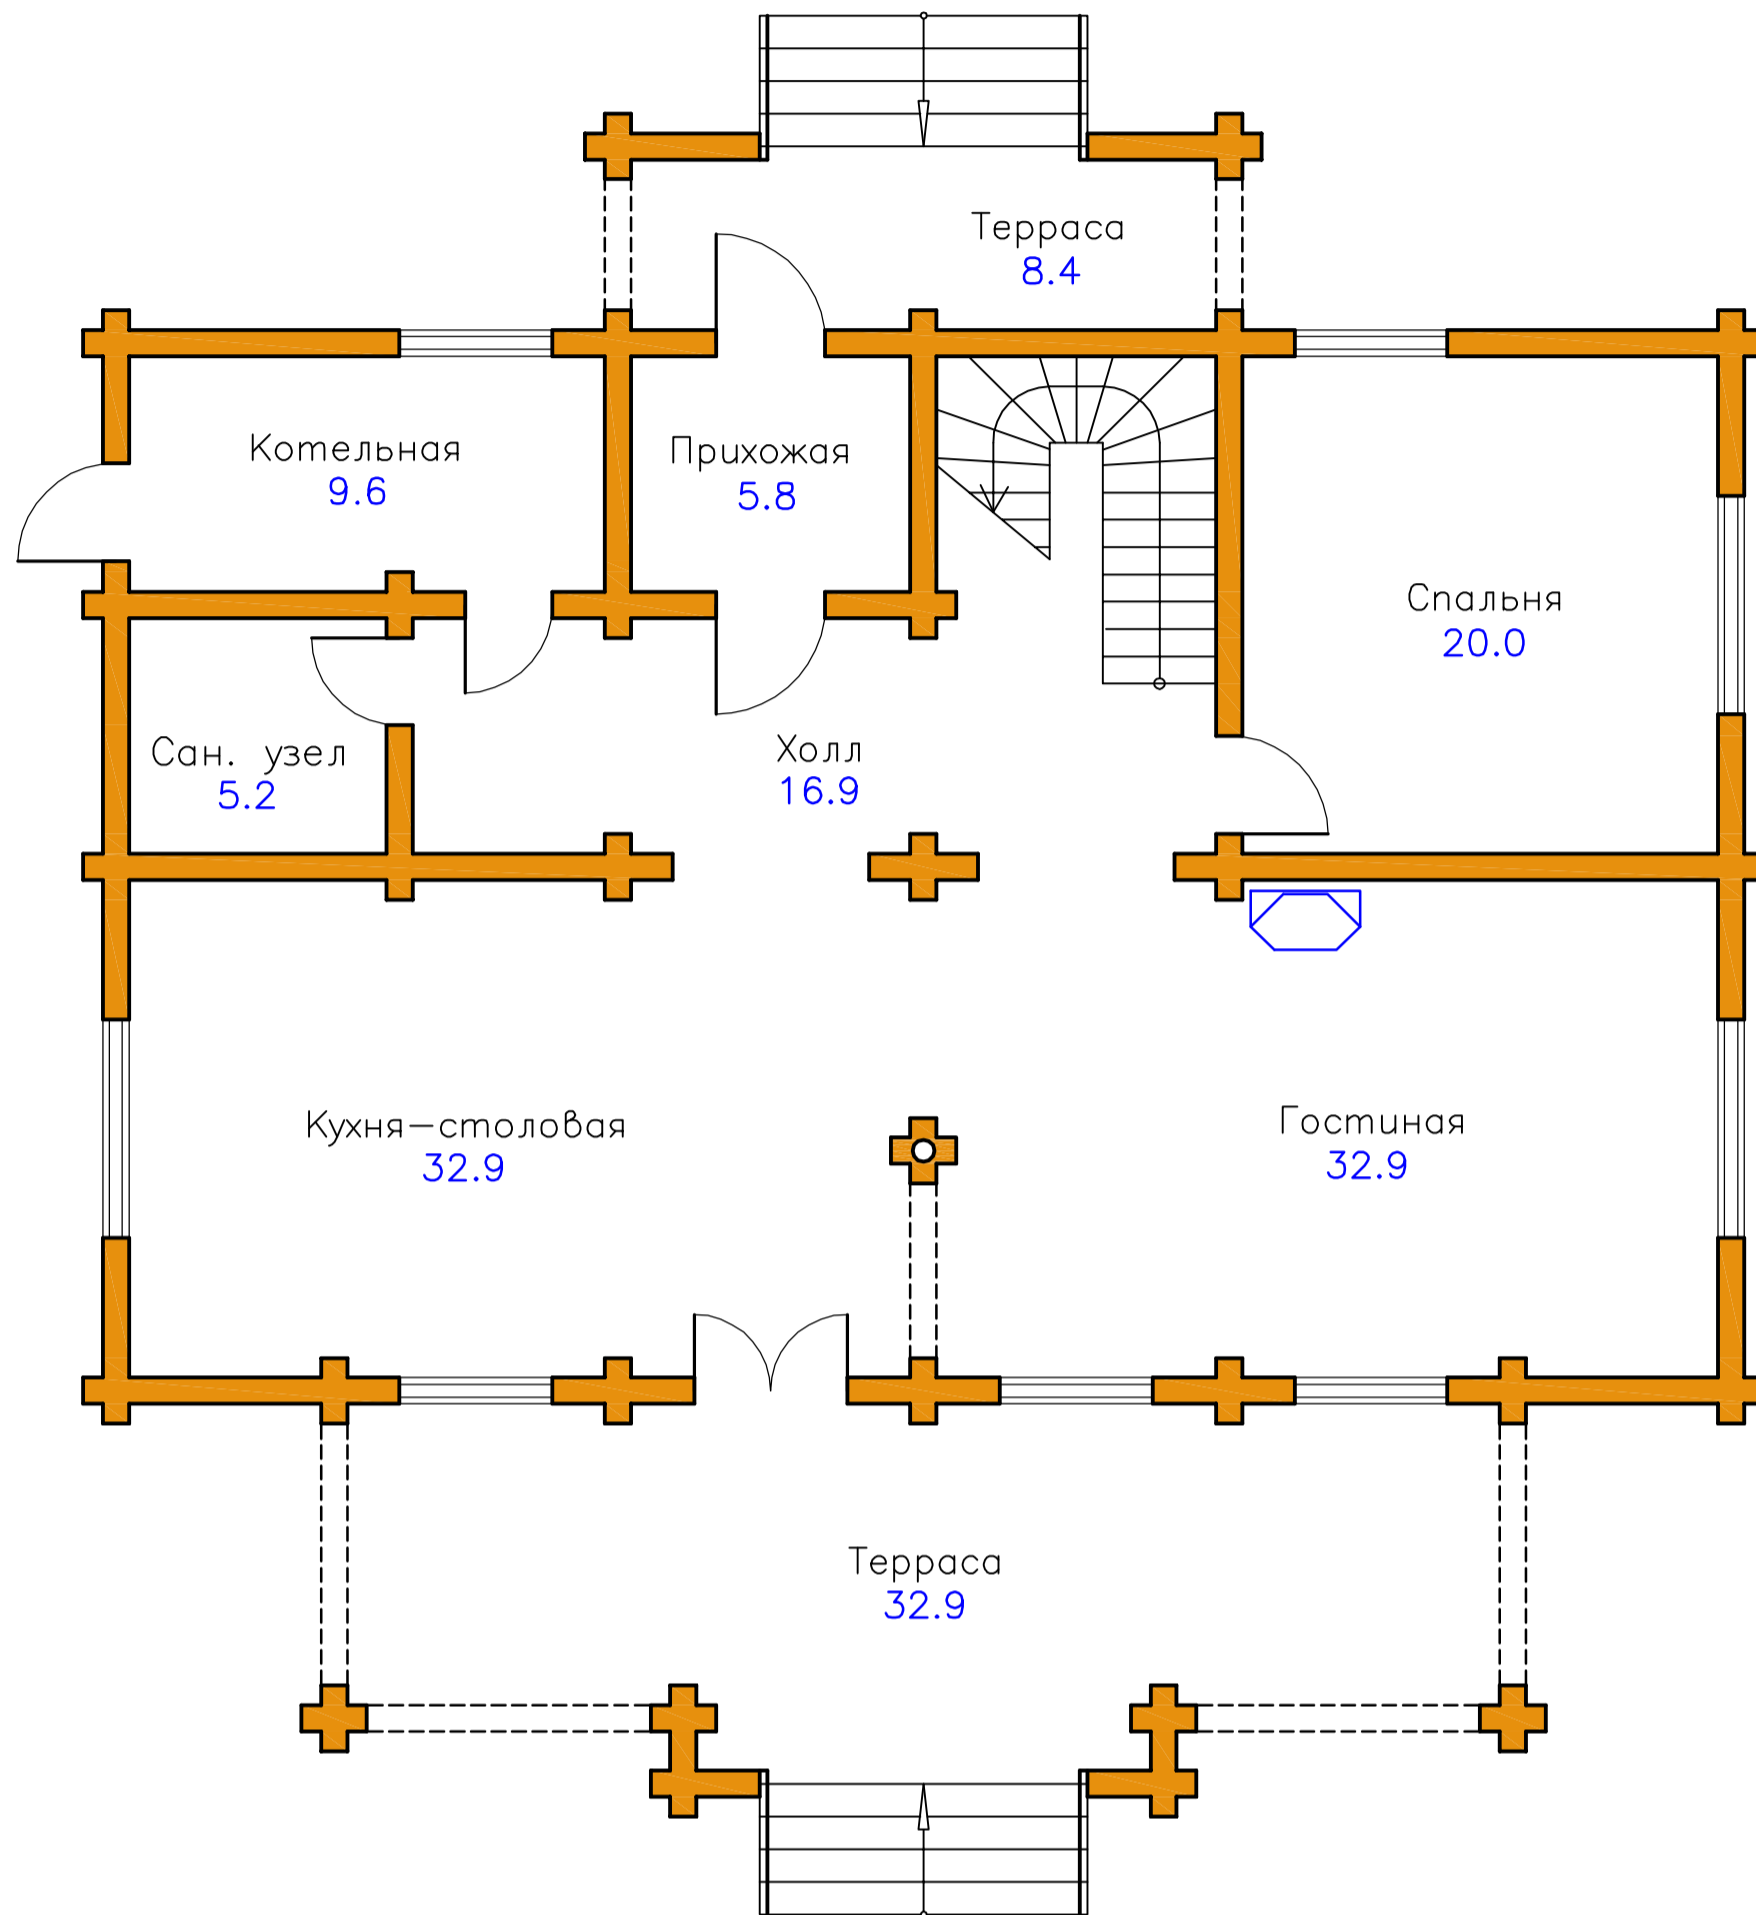 Терраса
8.4
Котельная
9.6
Прихожая
5.8
Спальня
20.0
Сан. узел
5.2
Холл
16.9
Кухня-столовая
32.9
Гостиная
32.9
Терраса
32.9